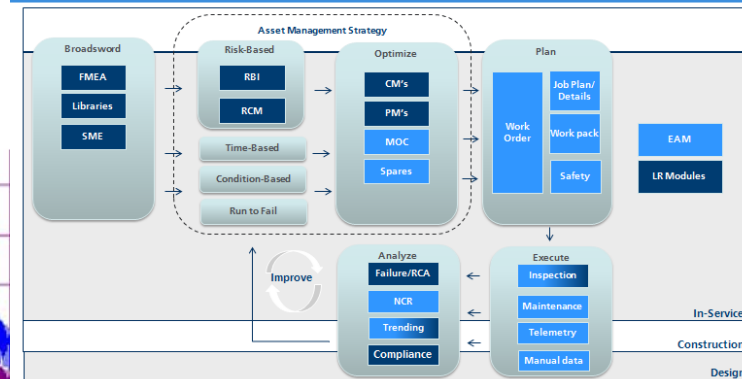 Asset Management Strategy
Broadsword
FMEA
Libraries
SME
Risk-Based
RBI
RCM
Time-Based
Condition-Based
Run to Fail
Optimize
CM's
PM's
MOC
Spares
Plan
Work
Order
Job Plan/
Details
Work pack
Safety
EAM
LR Modules
Improve
Analyze
Failure/RCA
NCR
Trending
Compliance
Execute
Inspection
Maintenance
Telemetry
Manual data
In-Service
Construction
Design